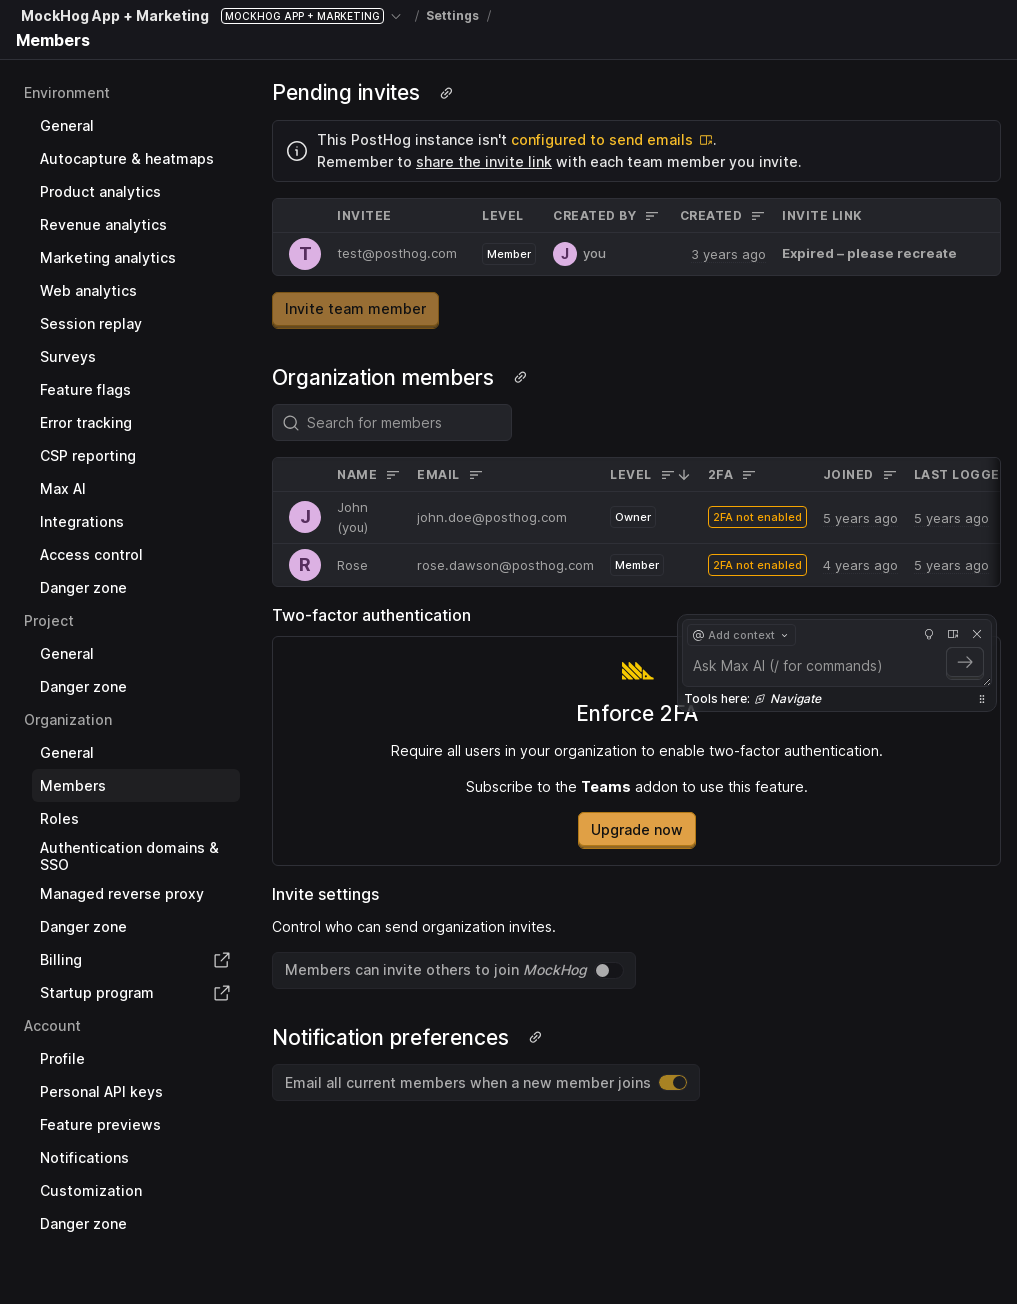 MockHog App + Marketing MOCKHOG APP + MARKETING / Settings /
Members
Environment
General
Autocapture & heatmaps
Product analytics
Revenue analytics
Marketing analytics
Web analytics
Session replay
Surveys
Feature flags
Error tracking
CSP reporting
Max AI
Integrations
Access control
Danger zone
Project
General
Danger zone
Organization
General
Members
Roles
Authentication domains &
SSO
Managed reverse proxy
Danger zone
Billing
Startup program
Account
Profile
Personal API keys
Feature previews
Notifications
Customization
Danger zone
Pending invites
This PostHog instance isn't configured to send emails.
Remember to share the invite link with each team member you invite.
INVITEE LEVEL CREATED BY CREATED INVITE LINK
T test@posthog.com Member J you 3 years ago Expired – please recreate
Invite team member
Organization members
Search for members
NAME EMAIL LEVEL 2FA JOINED LAST LOGGE
J John (you) john.doe@posthog.com Owner 2FA not enabled 5 years ago 5 years ago
R Rose rose.dawson@posthog.com Member 2FA not enabled 4 years ago 5 years ago
Two-factor authentication
@ Add context
Ask Max AI (/ for commands)
Tools here: Navigate
Enforce 2FA
Require all users in your organization to enable two-factor authentication.
Subscribe to the Teams addon to use this feature.
Upgrade now
Invite settings
Control who can send organization invites.
Members can invite others to join MockHog
Notification preferences
Email all current members when a new member joins